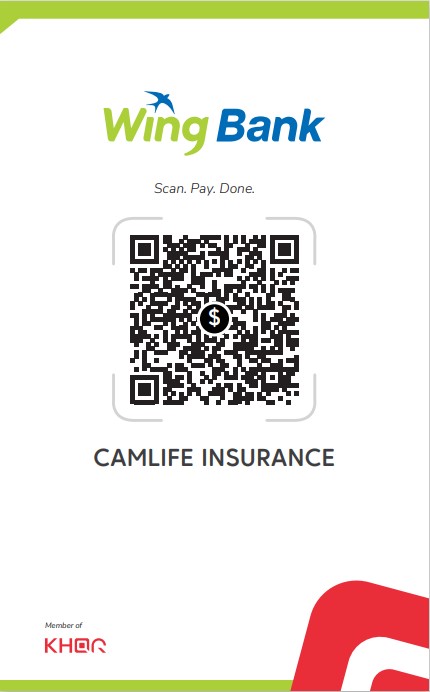 Wing Bank
Scan. Pay. Done.
$
CAMLIFE INSURANCE
Member of
KHQR